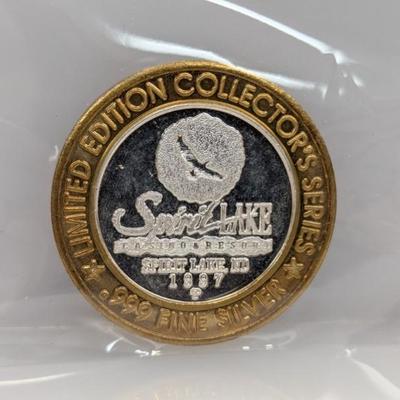 LIMITED EDITION COLLECTOR'S SERIES
Spirit LAKE
CASINO & RESORT
SPIRIT LAKE, ND
1997
.999 FINE SILVER